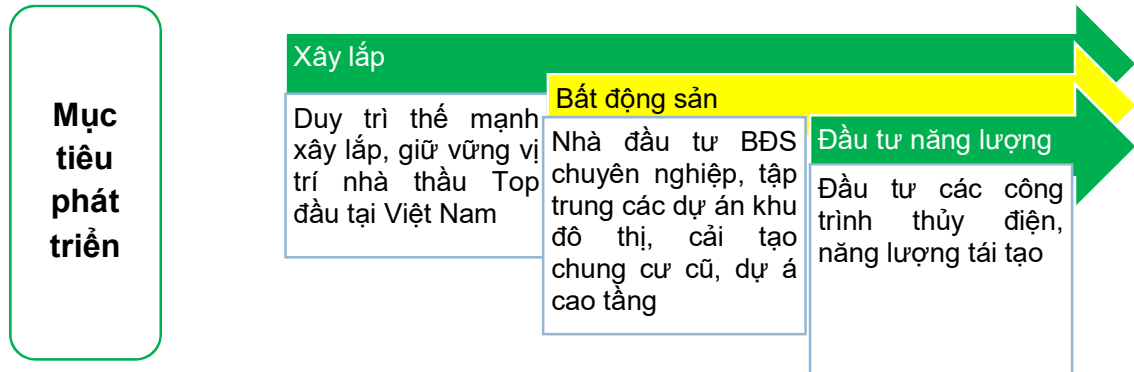 Mục
tiêu
phát
triển
Xây lắp
Duy trì thế mạnh
xây lắp, giữ vững vị
trí nhà thầu Top
đầu tại Việt Nam
Bất động sản
Nhà đầu tư BĐS
chuyên nghiệp, tập
trung các dự án khu
đô thị, cải tạo
chung cư cũ, dự á
cao tầng
Đầu tư năng lượng
Đầu tư các công
trình thủy điện,
năng lượng tái tạo